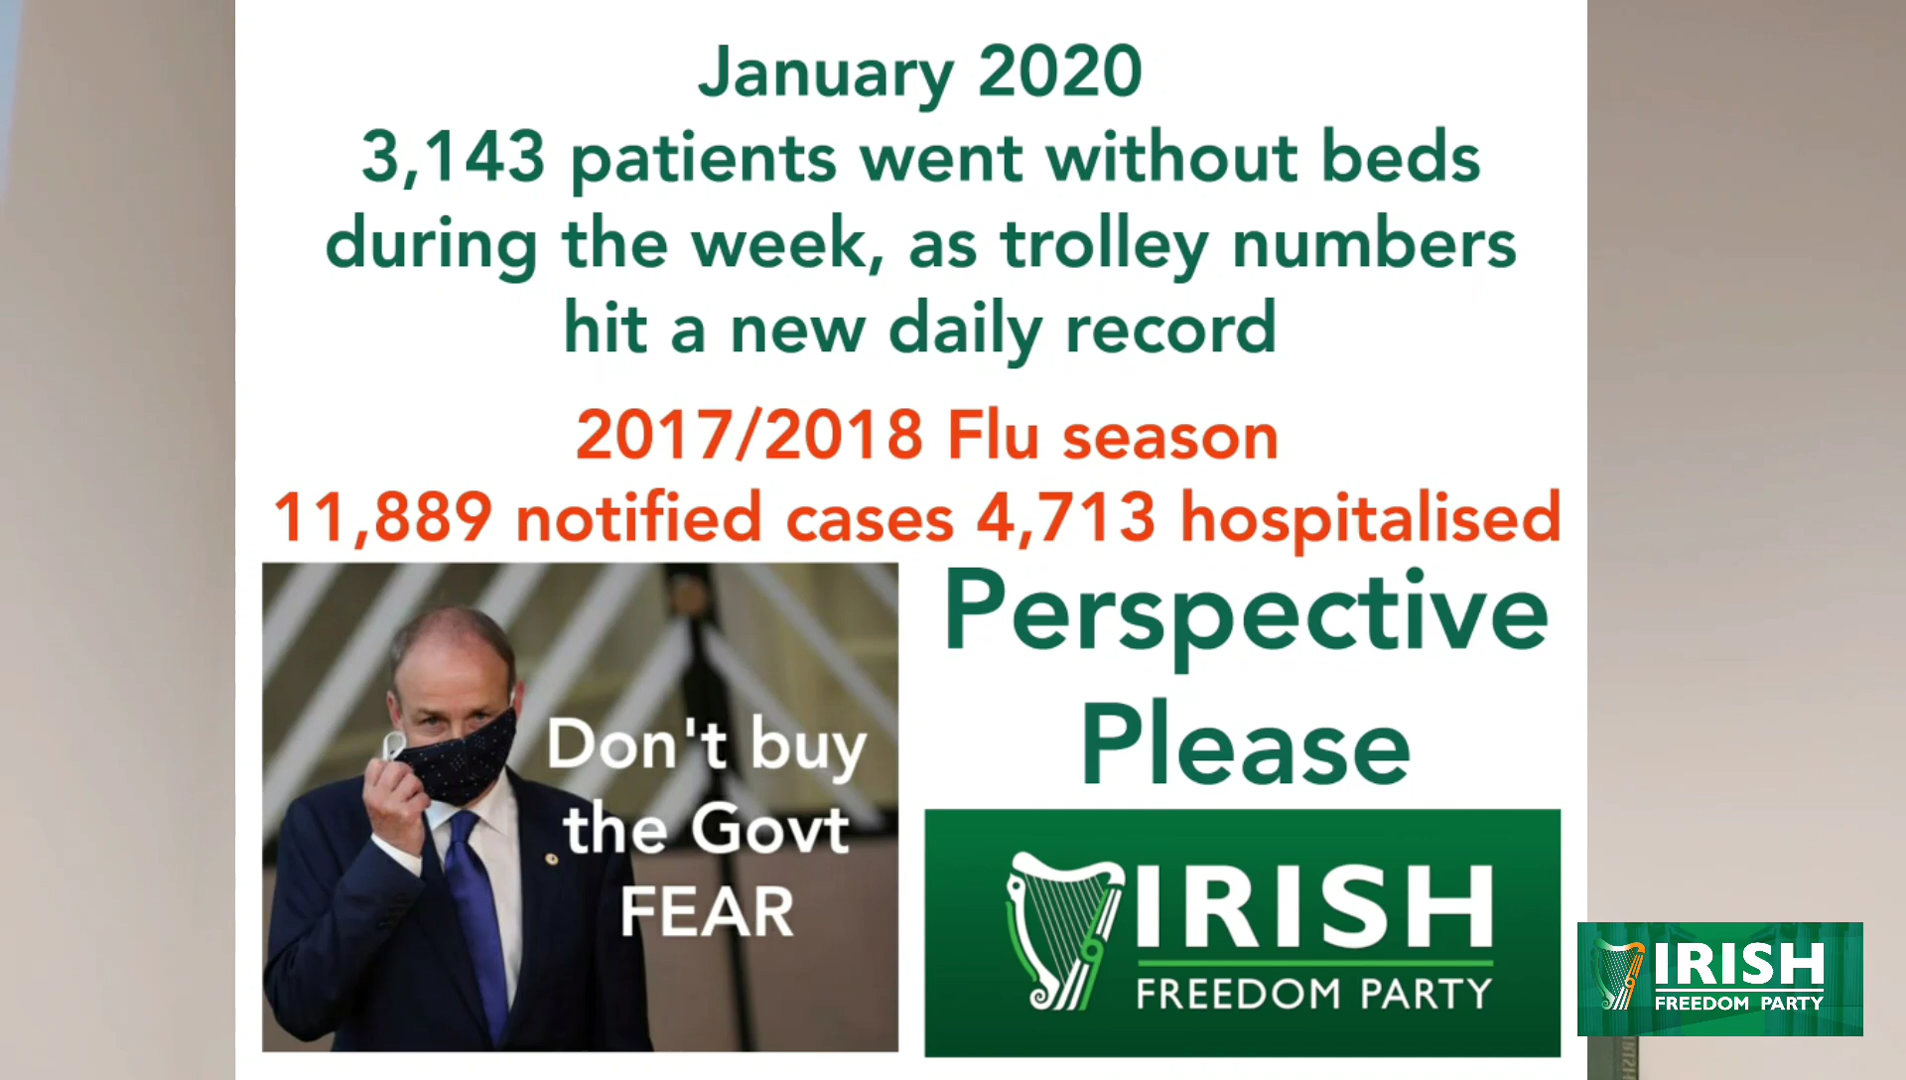 January 2020
3,143 patients went without beds
during the week, as trolley numbers
hit a new daily record
2017/2018 Flu season
11,889 notified cases 4,713 hospitalised
Perspective
Please
Don't buy
the Govt
FEAR
IRISH
FREEDOM PARTY
IRISH
FREEDOM PARTY